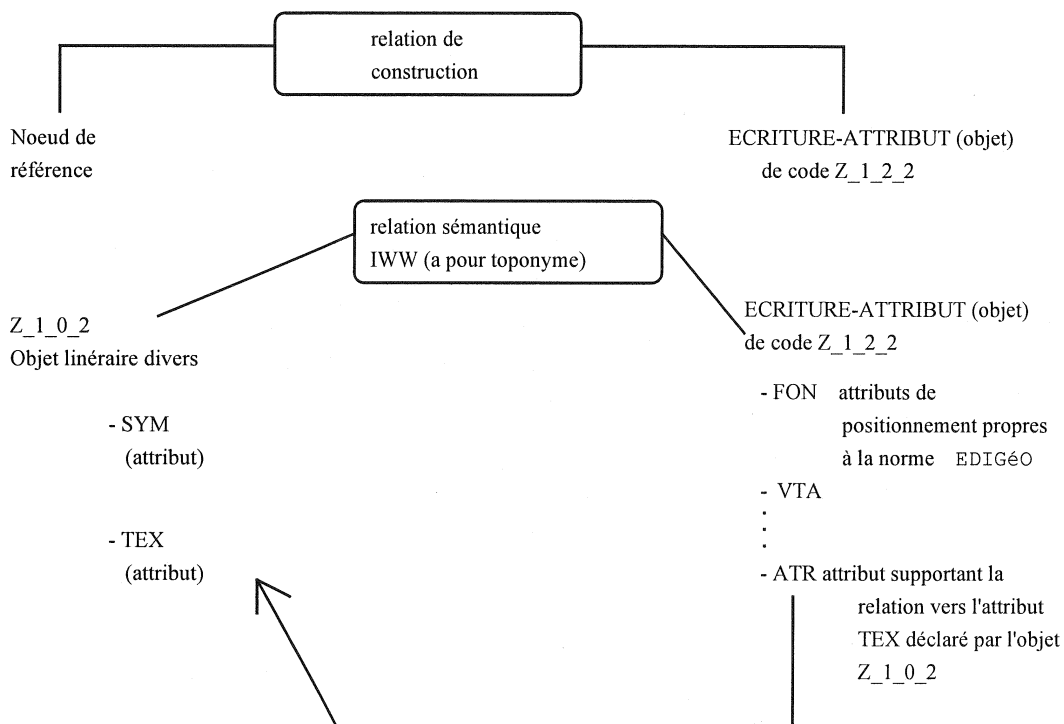 relation de
construction
Noeud de
référence
ECRITURE-ATTRIBUT (objet)
de code Z_1_2_2
relation sémantique
IWW (a pour toponyme)
Z_1_0_2
Objet linéraire divers
- SYM
(attribut)
- TEX
(attribut)
ECRITURE-ATTRIBUT (objet)
de code Z_1_2_2
- FON attributs de
positionnement propres
à la norme EDIGéO
- VTA
.
.
.
- ATR attribut supportant la
relation vers l'attribut
TEX déclaré par l'objet
Z_1_0_2